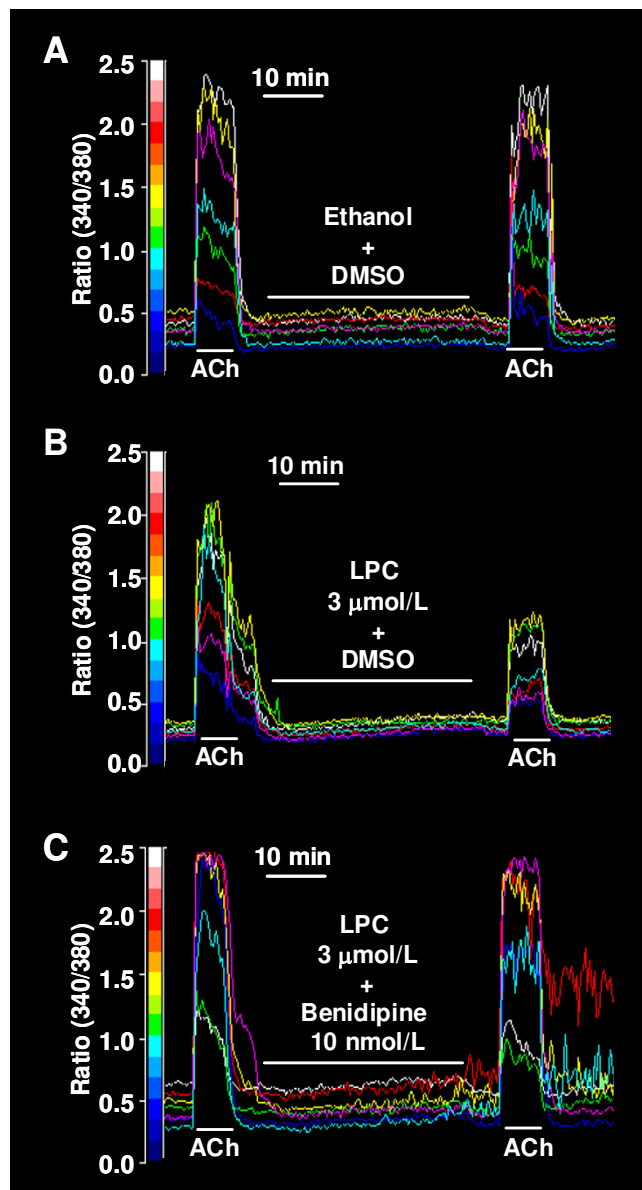 A
Ratio (340/380)
2.5
2.0
1.5
1.0
0.5
0.0
10 min
Ethanol
+
DMSO
ACh
ACh
B
Ratio (340/380)
2.5
2.0
1.5
1.0
0.5
0.0
10 min
LPC
3 μmol/L
+
DMSO
ACh
ACh
C
Ratio (340/380)
2.5
2.0
1.5
1.0
0.5
0.0
10 min
LPC
3 μmol/L
+
Benidipine
10 nmol/L
ACh
ACh